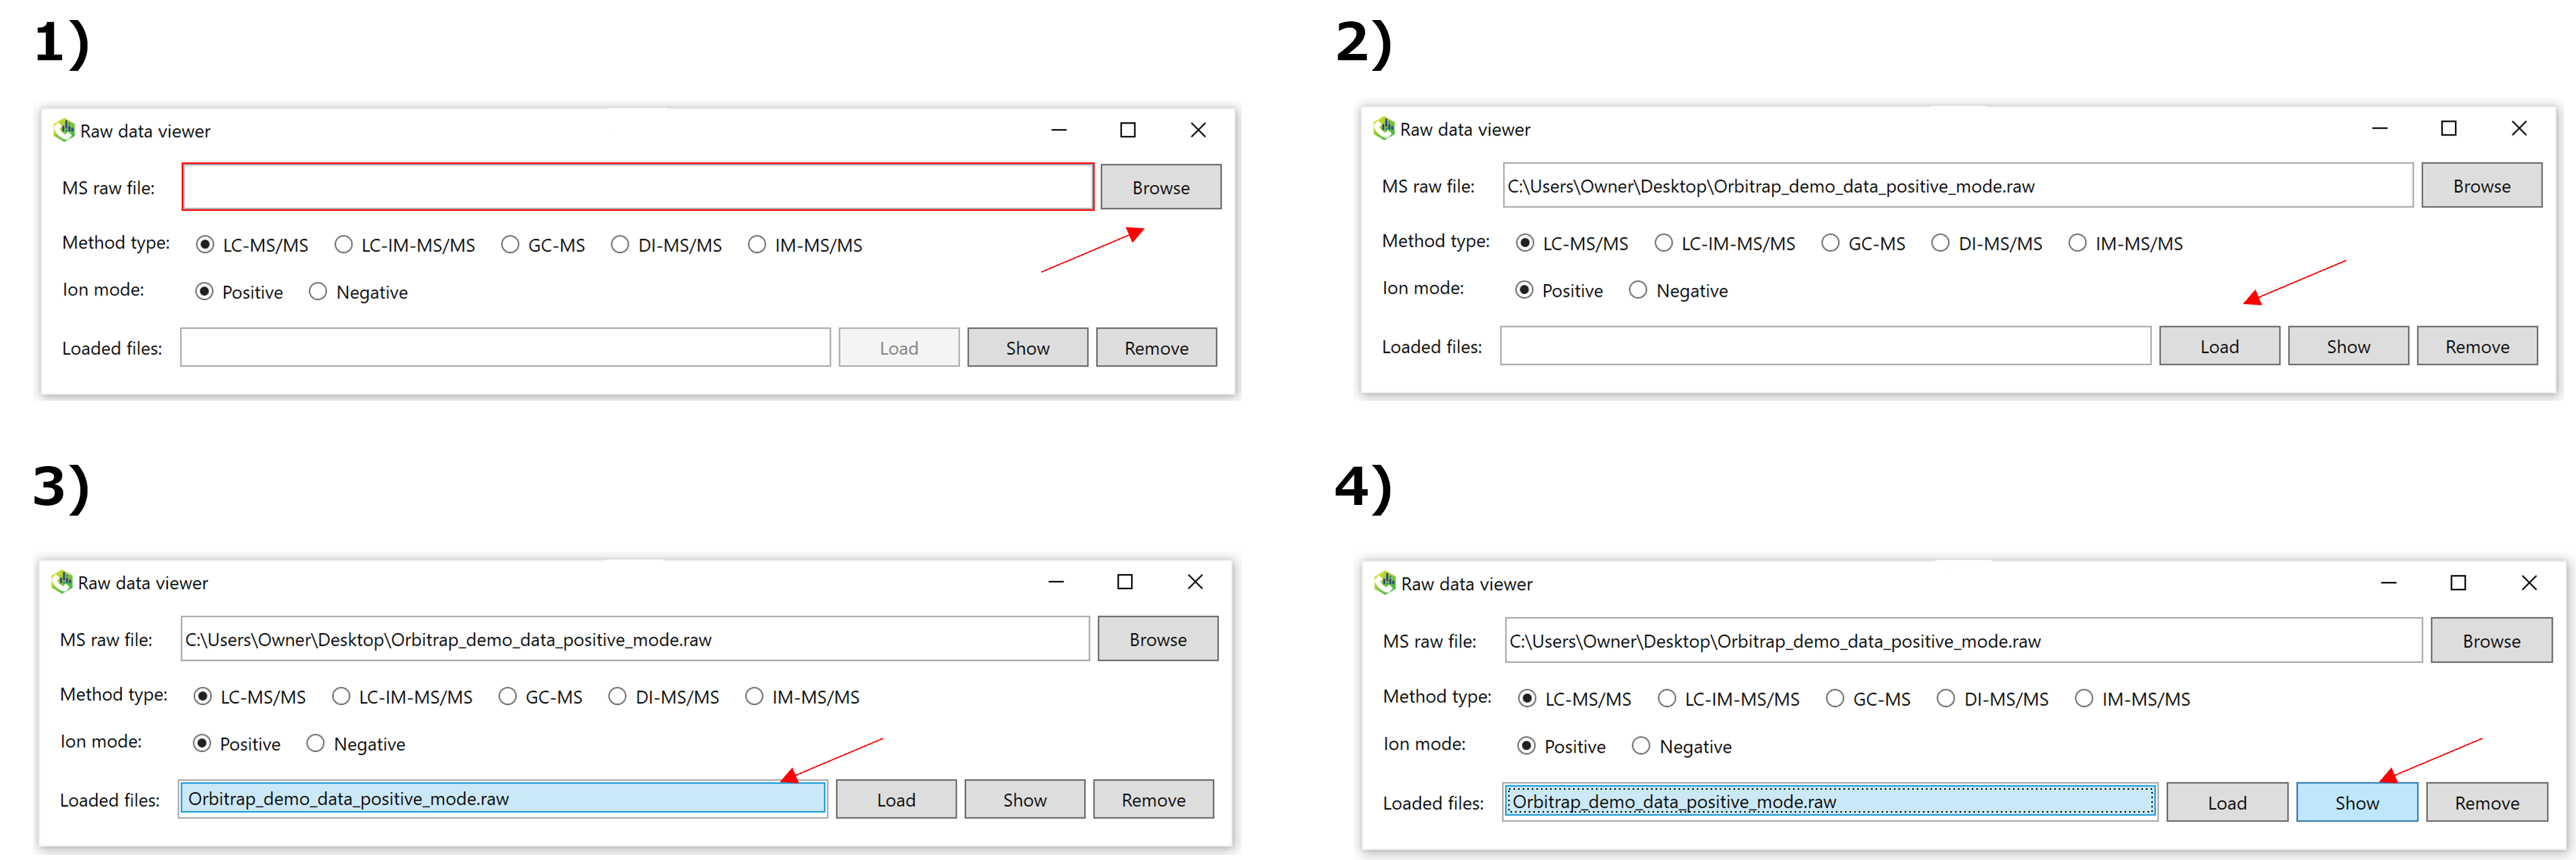 1)
Raw data viewer
MS raw file: Browse
Method type: LC-MS/MS LC-IM-MS/MS GC-MS DI-MS/MS IM-MS/MS
Ion mode: Positive Negative
Loaded files: Load Show Remove
2)
Raw data viewer
MS raw file: C:\Users\Owner\Desktop\Orbitrap_demo_data_positive_mode.raw Browse
Method type: LC-MS/MS LC-IM-MS/MS GC-MS DI-MS/MS IM-MS/MS
Ion mode: Positive Negative
Loaded files: Load Show Remove
3)
Raw data viewer
MS raw file: C:\Users\Owner\Desktop\Orbitrap_demo_data_positive_mode.raw Browse
Method type: LC-MS/MS LC-IM-MS/MS GC-MS DI-MS/MS IM-MS/MS
Ion mode: Positive Negative
Loaded files: Orbitrap_demo_data_positive_mode.raw Load Show Remove
4)
Raw data viewer
MS raw file: C:\Users\Owner\Desktop\Orbitrap_demo_data_positive_mode.raw Browse
Method type: LC-MS/MS LC-IM-MS/MS GC-MS DI-MS/MS IM-MS/MS
Ion mode: Positive Negative
Loaded files: Orbitrap_demo_data_positive_mode.raw Load Show Remove